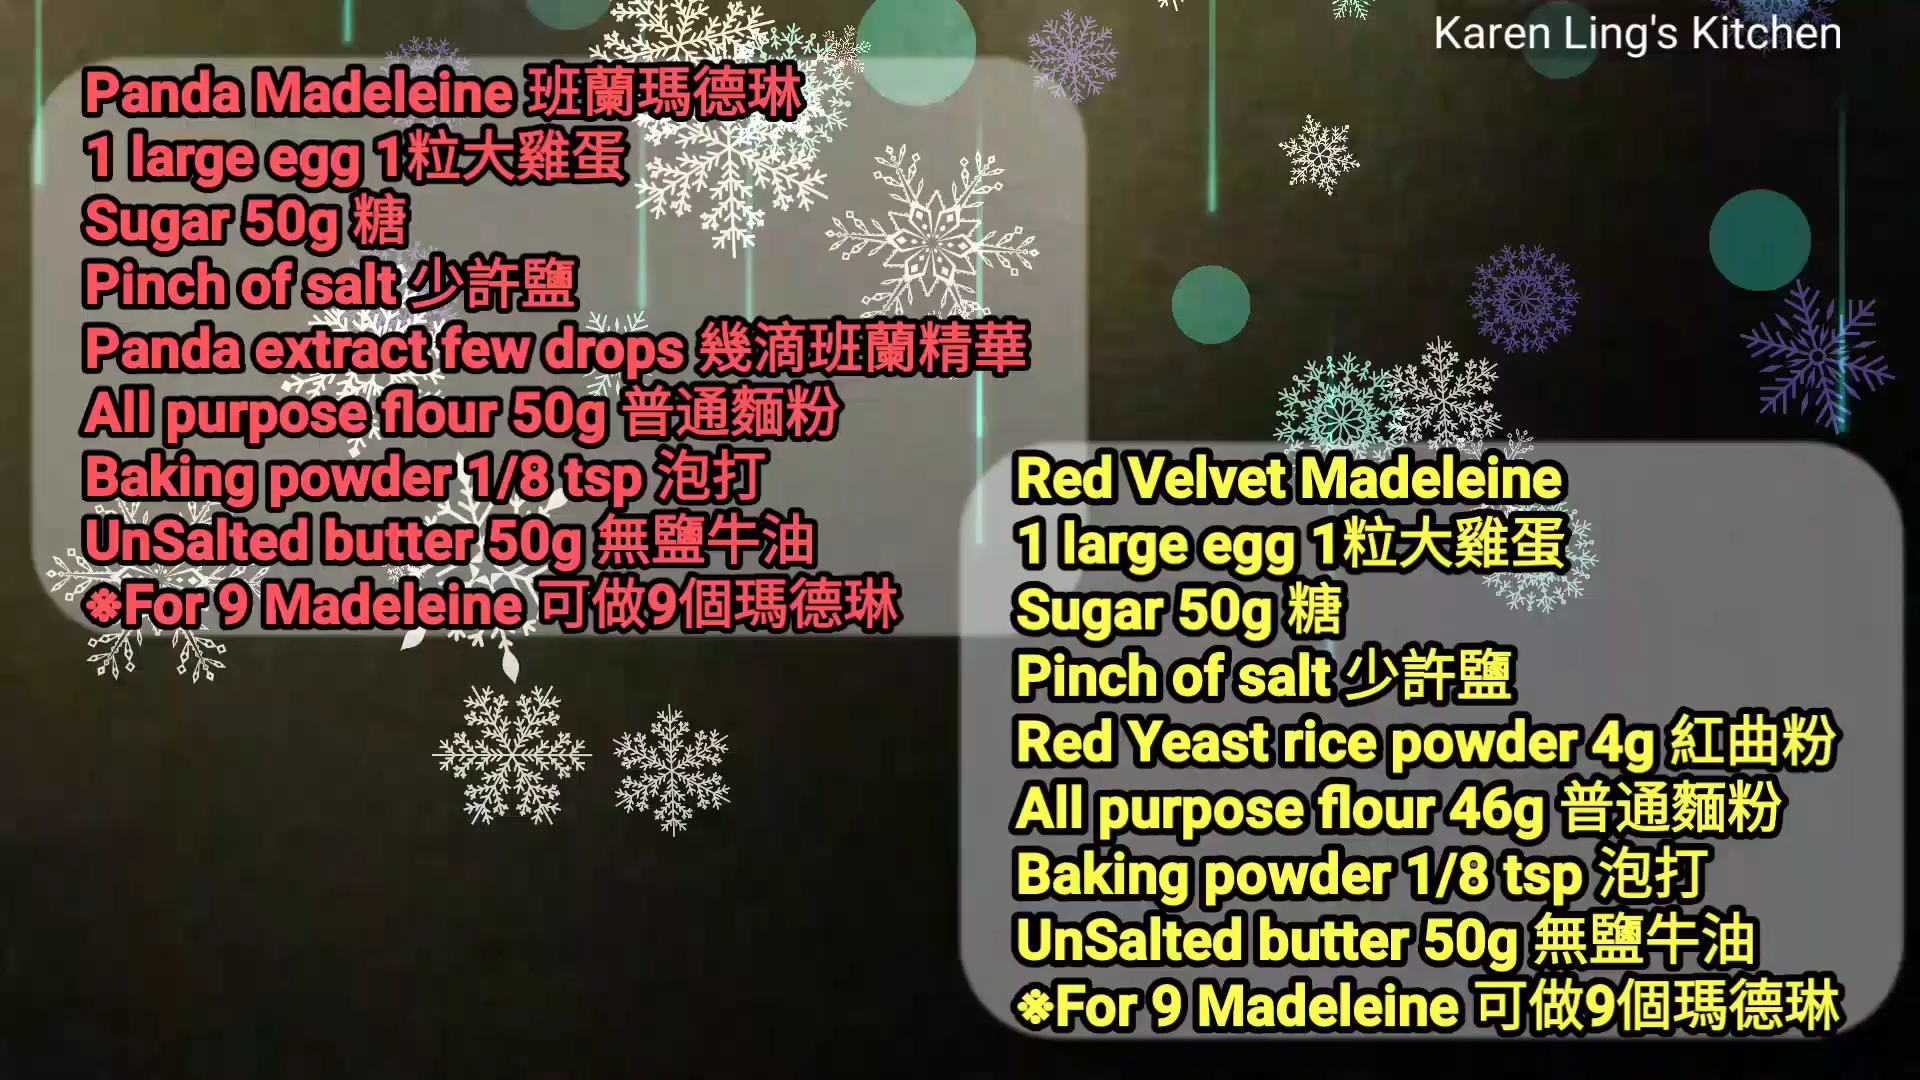 Karen Ling's Kitchen
Panda Madeleine 班蘭瑪德琳
1 large egg 1粒大雞蛋
Sugar 50g 糖
Pinch of salt 少許鹽
Panda extract few drops 幾滴班蘭精華
All purpose flour 50g 普通麵粉
Baking powder 1/8 tsp 泡打
UnSalted butter 50g 無鹽牛油
※For 9 Madeleine 可做9個瑪德琳
Red Velvet Madeleine
1 large egg 1粒大雞蛋
Sugar 50g 糖
Pinch of salt 少許鹽
Red Yeast rice powder 4g 紅曲粉
All purpose flour 46g 普通麵粉
Baking powder 1/8 tsp 泡打
UnSalted butter 50g 無鹽牛油
※For 9 Madeleine 可做9個瑪德琳